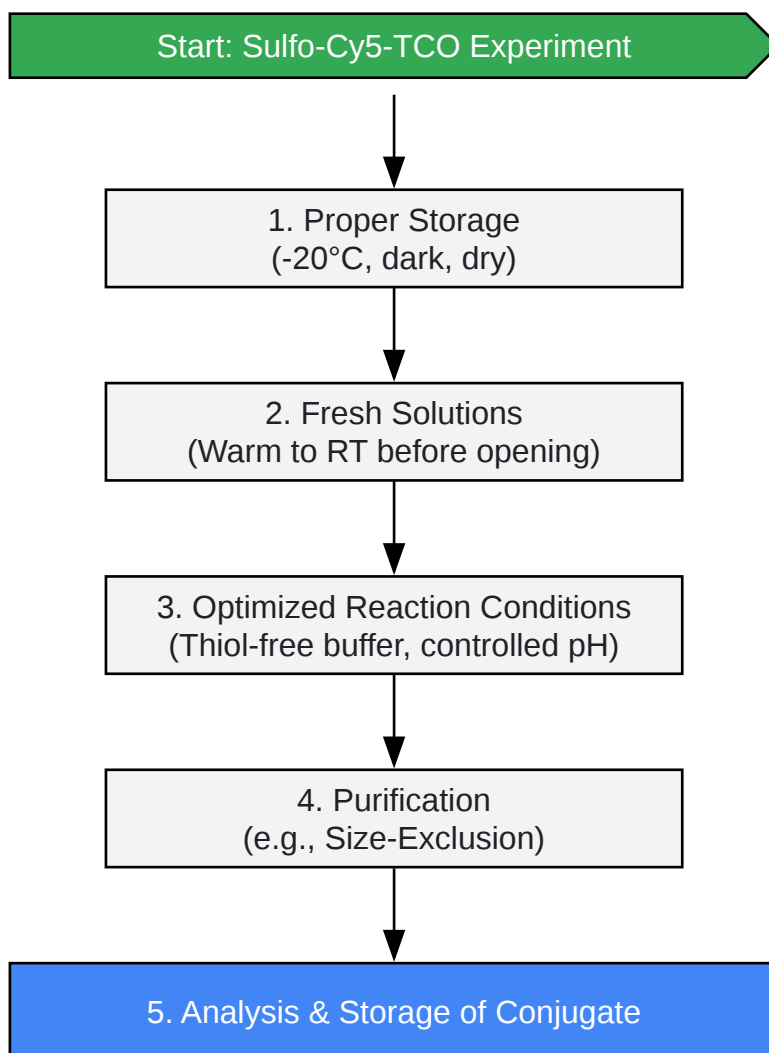 Start: Sulfo-Cy5-TCO Experiment
1. Proper Storage
(-20°C, dark, dry)
2. Fresh Solutions
(Warm to RT before opening)
3. Optimized Reaction Conditions
(Thiol-free buffer, controlled pH)
4. Purification
(e.g., Size-Exclusion)
5. Analysis & Storage of Conjugate